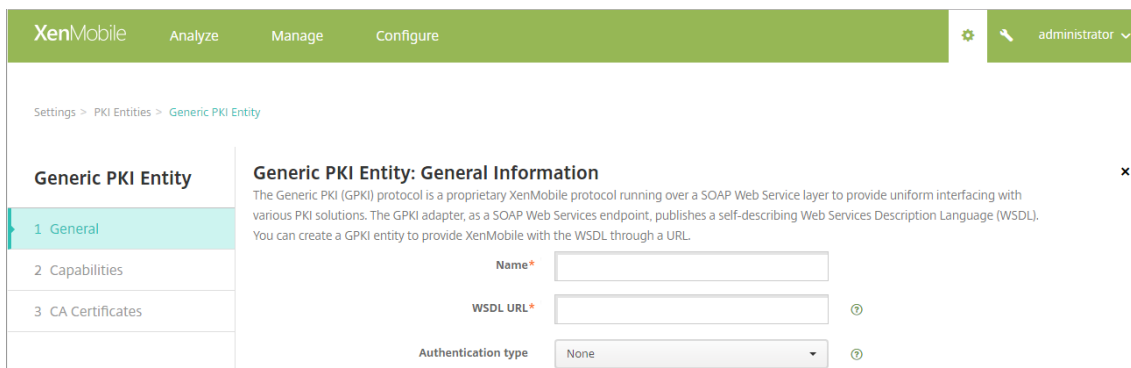 XenMobile Analyze Manage Configure administrator
Settings > PKI Entities > Generic PKI Entity
Generic PKI Entity
1 General
2 Capabilities
3 CA Certificates
Generic PKI Entity: General Information
The Generic PKI (GPKI) protocol is a proprietary XenMobile protocol running over a SOAP Web Service layer to provide uniform interfacing with
various PKI solutions. The GPKI adapter, as a SOAP Web Services endpoint, publishes a self-describing Web Services Description Language (WSDL).
You can create a GPKI entity to provide XenMobile with the WSDL through a URL.
Name*
WSDL URL*
Authentication type None